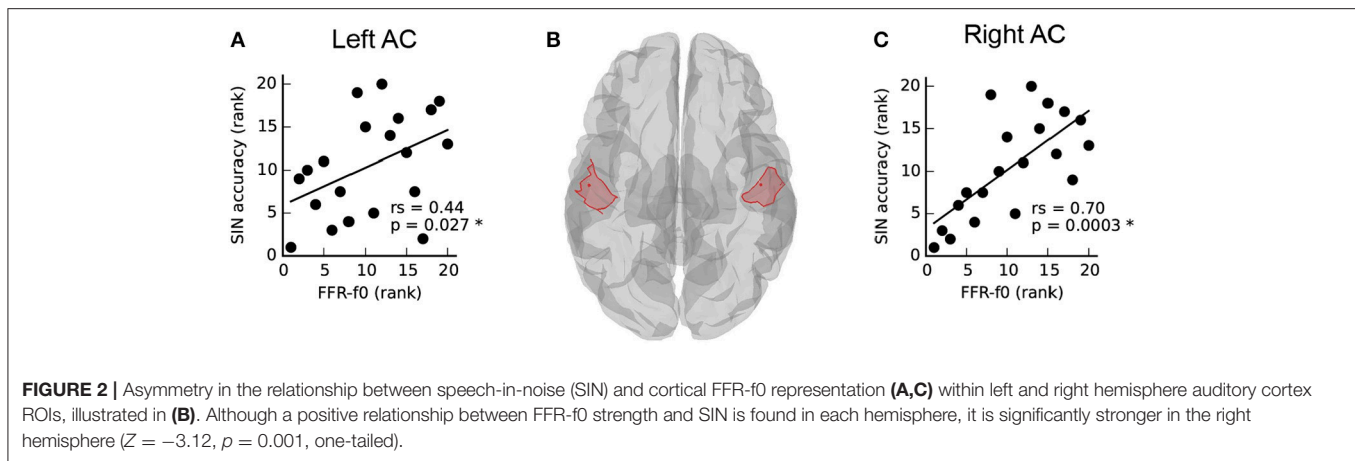 A Left AC
SIN accuracy (rank)
20
15
10
5
0
rs = 0.44
p = 0.027 *
0 5 10 15 20
FFR-f0 (rank)
B
C Right AC
SIN accuracy (rank)
20
15
10
5
0
rs = 0.70
p = 0.0003 *
0 5 10 15 20
FFR-f0 (rank)
FIGURE 2 | Asymmetry in the relationship between speech-in-noise (SIN) and cortical FFR-f0 representation (A,C) within left and right hemisphere auditory cortex
ROIs, illustrated in (B). Although a positive relationship between FFR-f0 strength and SIN is found in each hemisphere, it is significantly stronger in the right
hemisphere (Z = −3.12, p = 0.001, one-tailed).